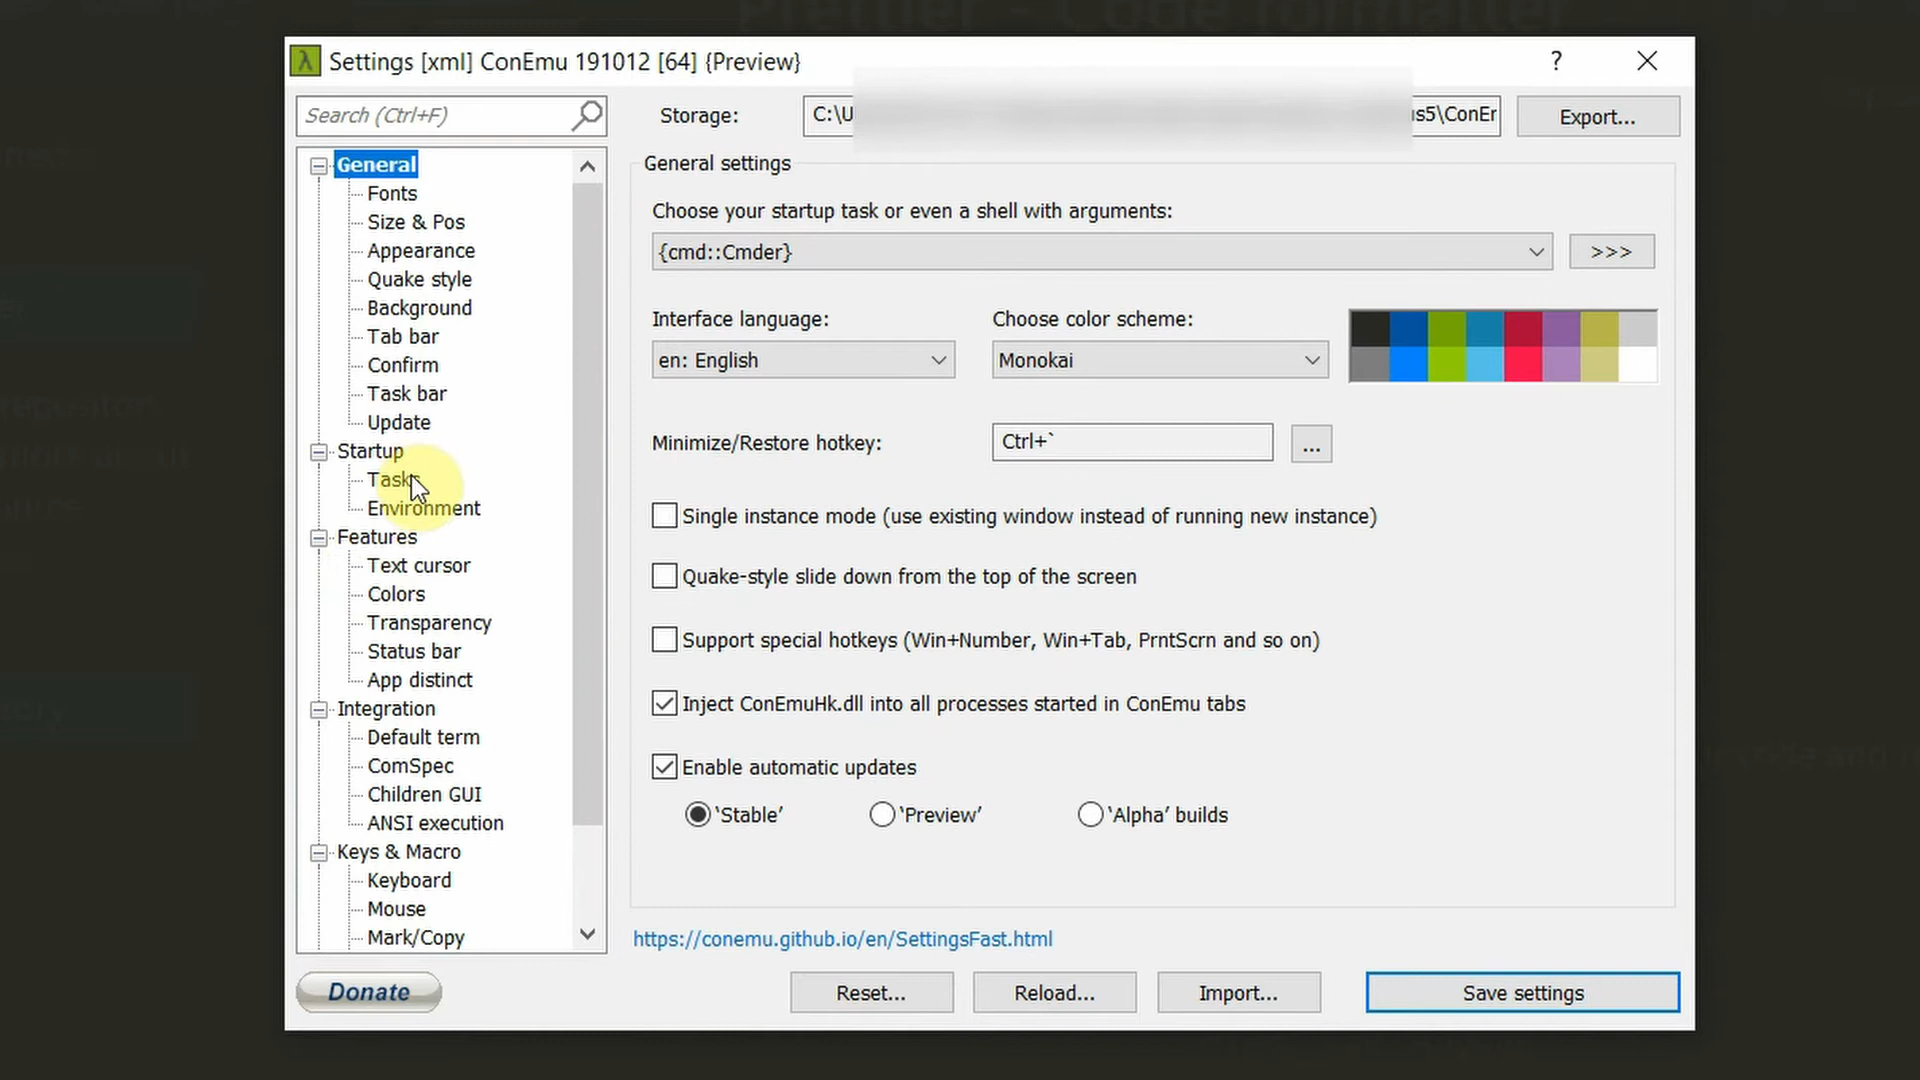 Prettier - Code formatter
Settings [xml] ConEmu 191012 [64] {Preview}
?
Search (Ctrl+F)
Storage:
C:\U
s5\ConEr
Export...
General
Fonts
Size & Pos
Appearance
Quake style
Background
Tab bar
Confirm
Task bar
Update
Startup
Tasks
Environment
Features
Text cursor
Colors
Transparency
Status bar
App distinct
Integration
Default term
ComSpec
Children GUI
ANSI execution
Keys & Macro
Keyboard
Mouse
Mark/Copy
General settings
Choose your startup task or even a shell with arguments:
{cmd::Cmder}
>>>
Interface language:
Choose color scheme:
en: English
Monokai
Minimize/Restore hotkey:
Ctrl+`
...
Single instance mode (use existing window instead of running new instance)
Quake-style slide down from the top of the screen
Support special hotkeys (Win+Number, Win+Tab, PrntScrn and so on)
Inject ConEmuHk.dll into all processes started in ConEmu tabs
Enable automatic updates
‘Stable’
‘Preview’
‘Alpha’ builds
https://conemu.github.io/en/SettingsFast.html
Donate
Reset...
Reload...
Import...
Save settings